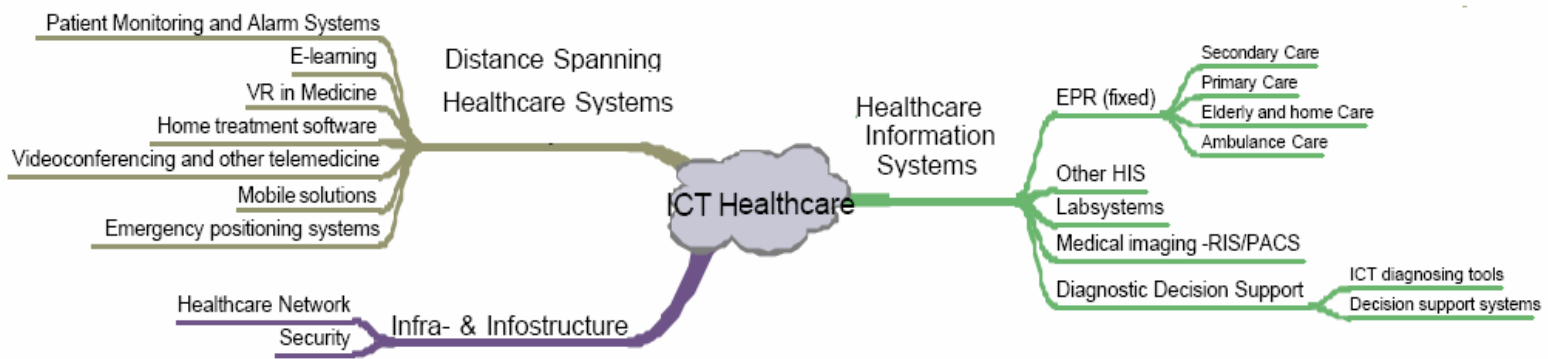 Patient Monitoring and Alarm Systems
E-learning
VR in Medicine
Home treatment software
Videoconferencing and other telemedicine
Mobile solutions
Emergency positioning systems
Distance Spanning
Healthcare Systems
Healthcare Network
Security
Infra- & Infostructure
ICT Healthcare
Healthcare
Information
Systems
EPR (fixed)
Secondary Care
Primary Care
Elderly and home Care
Ambulance Care
Other HIS
Labsystems
Medical imaging -RIS/PACS
Diagnostic Decision Support
ICT diagnosing tools
Decision support systems